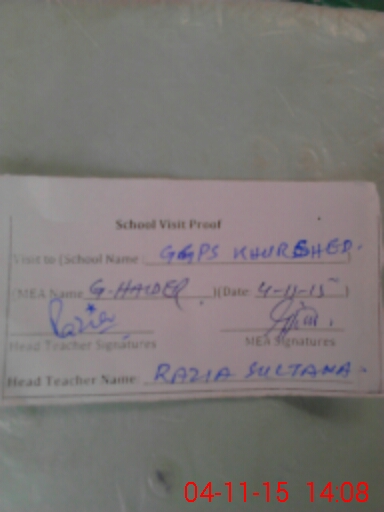 School Visit Proof
Visit to (School Name GGPS KHURSHED.
(MEA Name G-HAIDER )(Date: 4-11-15 )
Razia
Head Teacher Signatures MEA Signatures
Head Teacher Name: RAZIA SULTANA.
04-11-15 14:08